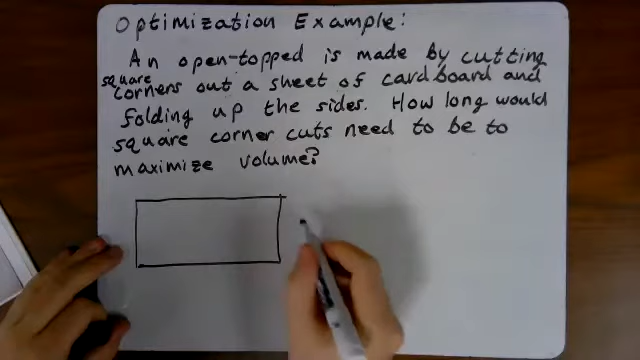 Optimization Example:
An open-topped is made by cutting
square
corners out a sheet of cardboard and
folding up the sides. How long would
square corner cuts need to be to
maximize volume?